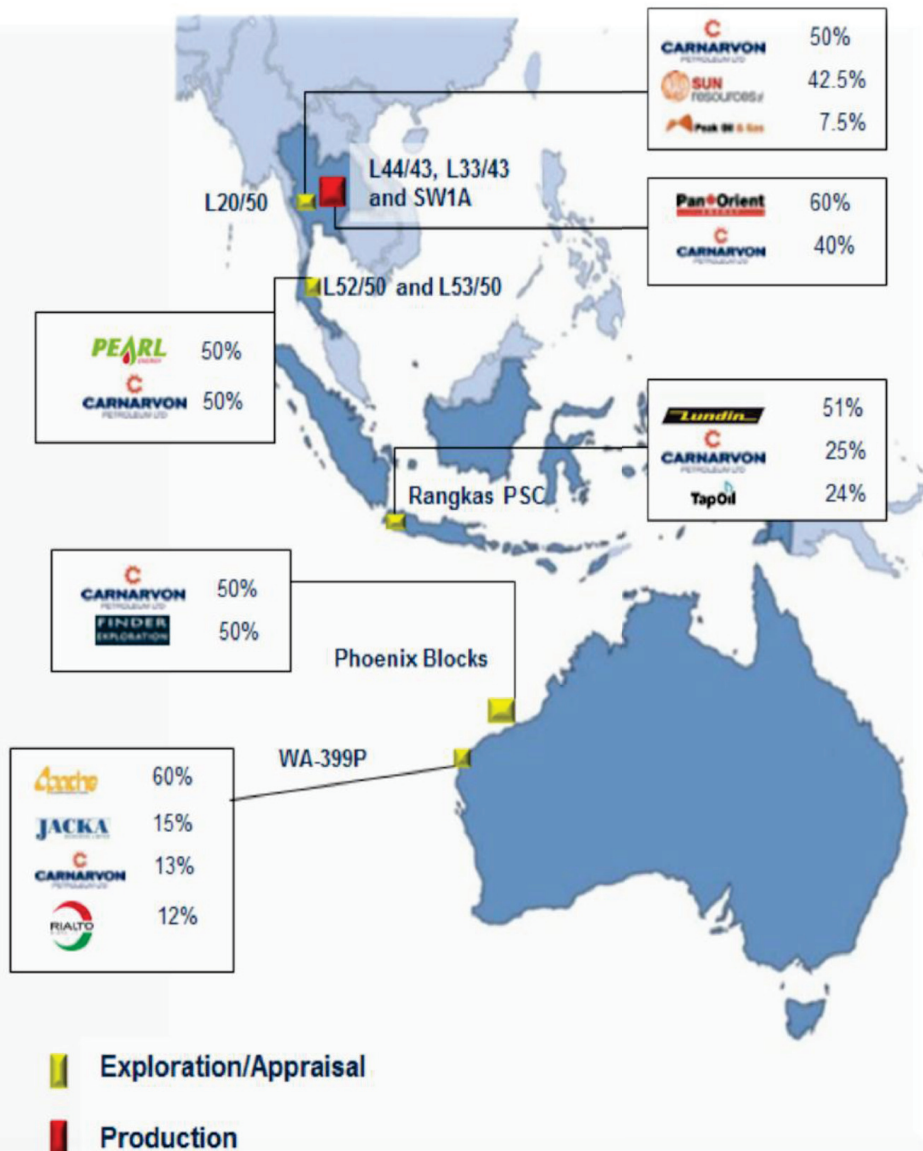 CARNARVON 50%
PETROLEUM LTD
SUN 42.5%
resources
Peak Oil & Gas 7.5%
L44/43, L33/43
and SW1A
L20/50
Pan Orient 60%
ENERGY
CARNARVON 40%
PETROLEUM LTD
L52/50 and L53/50
PEARL 50%
ENERGY
CARNARVON 50%
PETROLEUM LTD
Lundin 51%
CARNARVON 25%
PETROLEUM LTD
TapOil 24%
Rangkas PSC
CARNARVON 50%
PETROLEUM LTD
FINDER 50%
EXPLORATION
Phoenix Blocks
WA-399P
Apache 60%
JACKA 15%
CARNARVON 13%
PETROLEUM LTD
RIALTO 12%
Exploration/Appraisal
Production